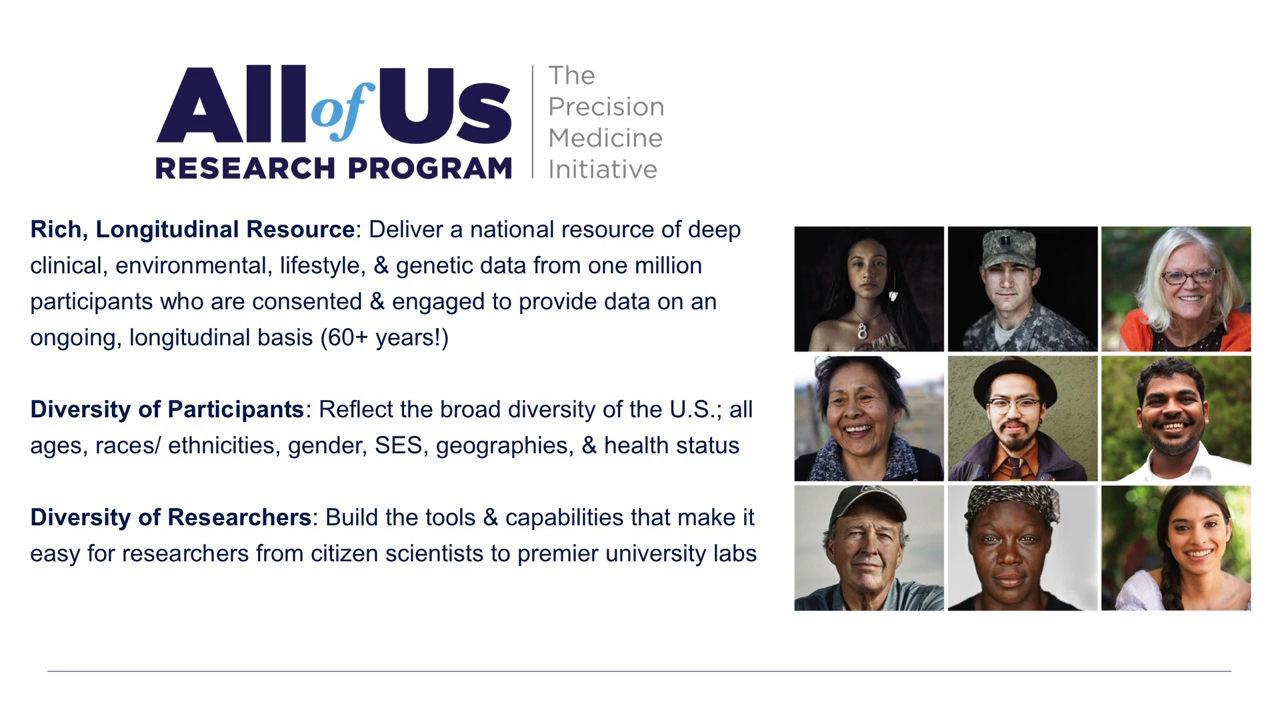 All of Us
RESEARCH PROGRAM
The
Precision
Medicine
Initiative
Rich, Longitudinal Resource: Deliver a national resource of deep
clinical, environmental, lifestyle, & genetic data from one million
participants who are consented & engaged to provide data on an
ongoing, longitudinal basis (60+ years!)
Diversity of Participants: Reflect the broad diversity of the U.S.; all
ages, races/ ethnicities, gender, SES, geographies, & health status
Diversity of Researchers: Build the tools & capabilities that make it
easy for researchers from citizen scientists to premier university labs